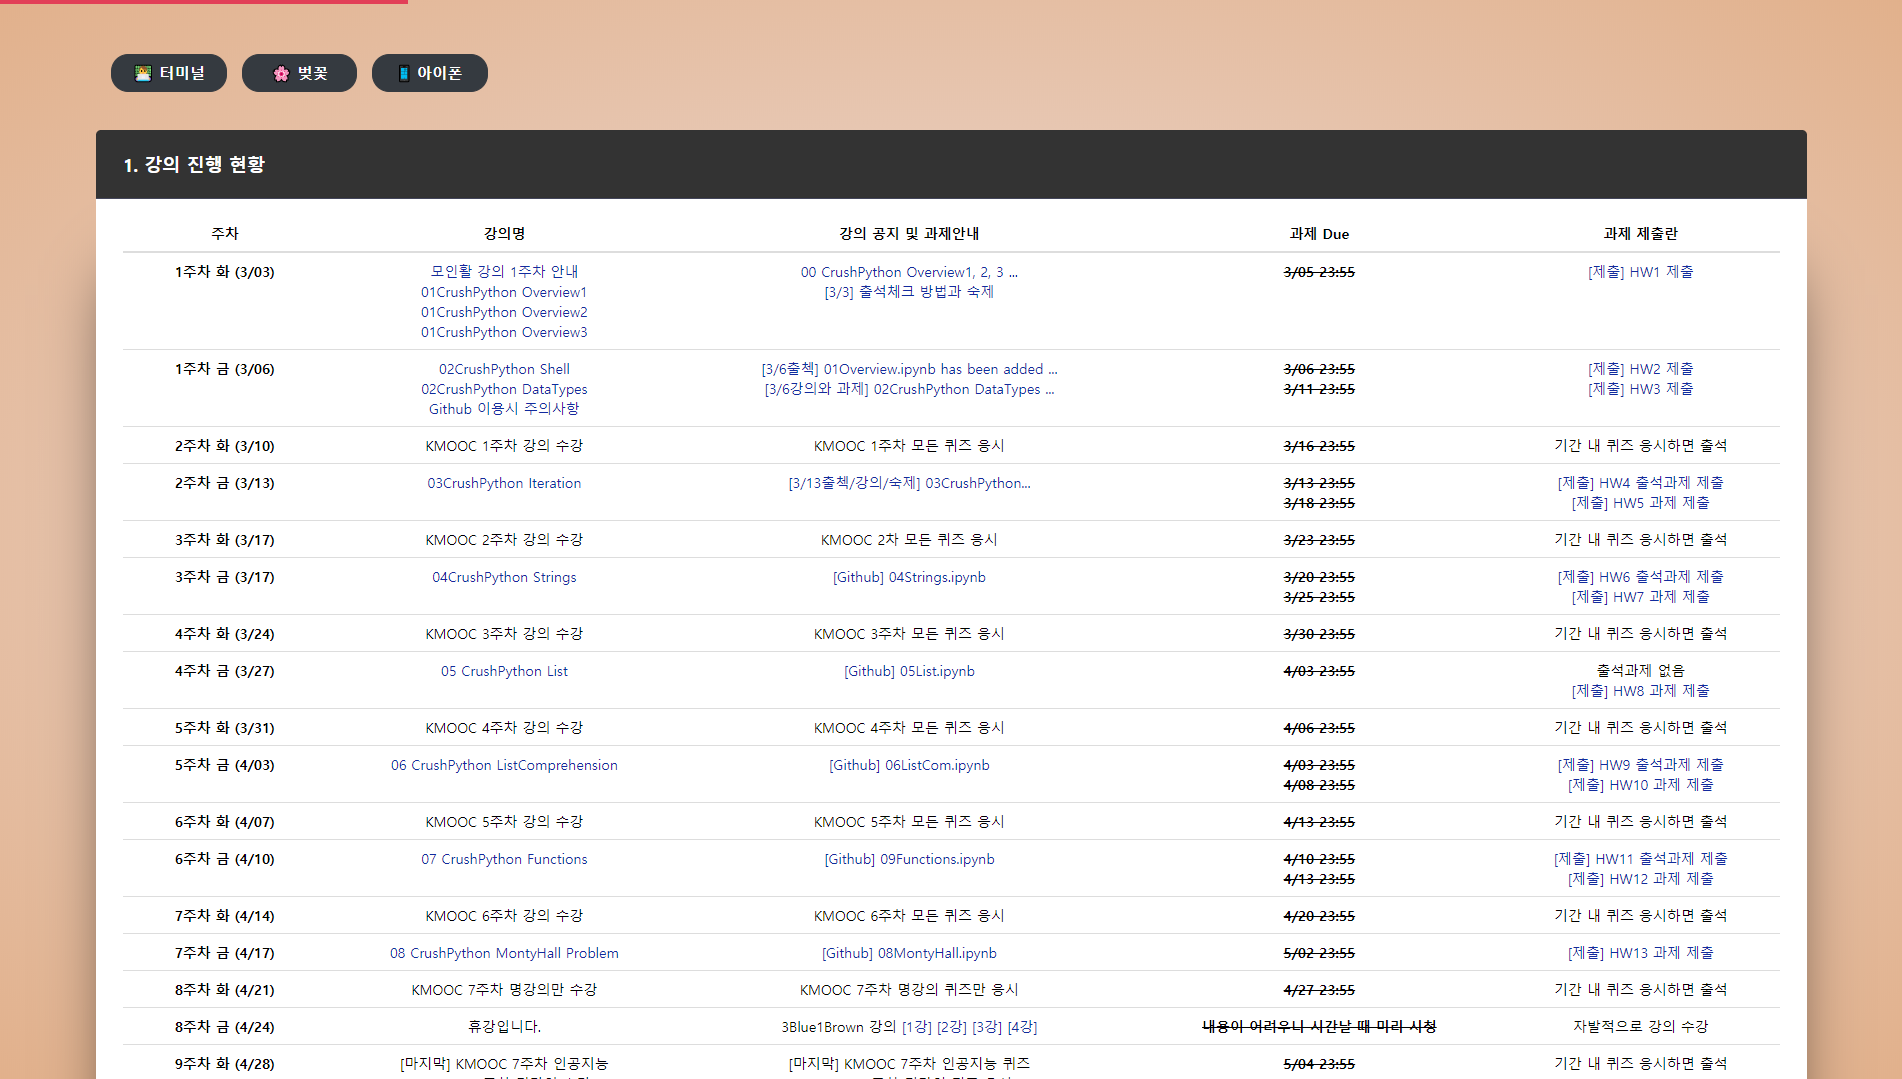 터미널
벚꽃
아이폰
1. 강의 진행 현황
주차 강의명 강의 공지 및 과제안내 과제 Due 과제 제출란
1주차 화 (3/03) 모인활 강의 1주차 안내 00 CrushPython Overview1, 2, 3 ... 3/05 23:55 [제출] HW1 제출
01CrushPython Overview1 [3/3] 출석체크 방법과 숙제
01CrushPython Overview2
01CrushPython Overview3
1주차 금 (3/06) 02CrushPython Shell [3/6출첵] 01Overview.ipynb has been added ... 3/06 23:55 [제출] HW2 제출
02CrushPython DataTypes [3/6강의와 과제] 02CrushPython DataTypes ... 3/11 23:55 [제출] HW3 제출
Github 이용시 주의사항
2주차 화 (3/10) KMOOC 1주차 강의 수강 KMOOC 1주차 모든 퀴즈 응시 3/16 23:55 기간 내 퀴즈 응시하면 출석
2주차 금 (3/13) 03CrushPython Iteration [3/13출첵/강의/숙제] 03CrushPython... 3/13 23:55 [제출] HW4 출석과제 제출
3/18 23:55 [제출] HW5 과제 제출
3주차 화 (3/17) KMOOC 2주차 강의 수강 KMOOC 2차 모든 퀴즈 응시 3/23 23:55 기간 내 퀴즈 응시하면 출석
3주차 금 (3/17) 04CrushPython Strings [Github] 04Strings.ipynb 3/20 23:55 [제출] HW6 출석과제 제출
3/25 23:55 [제출] HW7 과제 제출
4주차 화 (3/24) KMOOC 3주차 강의 수강 KMOOC 3주차 모든 퀴즈 응시 3/30 23:55 기간 내 퀴즈 응시하면 출석
4주차 금 (3/27) 05 CrushPython List [Github] 05List.ipynb 4/03 23:55 출석과제 없음
[제출] HW8 과제 제출
5주차 화 (3/31) KMOOC 4주차 강의 수강 KMOOC 4주차 모든 퀴즈 응시 4/06 23:55 기간 내 퀴즈 응시하면 출석
5주차 금 (4/03) 06 CrushPython ListComprehension [Github] 06ListCom.ipynb 4/03 23:55 [제출] HW9 출석과제 제출
4/08 23:55 [제출] HW10 과제 제출
6주차 화 (4/07) KMOOC 5주차 강의 수강 KMOOC 5주차 모든 퀴즈 응시 4/13 23:55 기간 내 퀴즈 응시하면 출석
6주차 금 (4/10) 07 CrushPython Functions [Github] 09Functions.ipynb 4/10 23:55 [제출] HW11 출석과제 제출
4/13 23:55 [제출] HW12 과제 제출
7주차 화 (4/14) KMOOC 6주차 강의 수강 KMOOC 6주차 모든 퀴즈 응시 4/20 23:55 기간 내 퀴즈 응시하면 출석
7주차 금 (4/17) 08 CrushPython MontyHall Problem [Github] 08MontyHall.ipynb 5/02 23:55 [제출] HW13 과제 제출
8주차 화 (4/21) KMOOC 7주차 명강의만 수강 KMOOC 7주차 명강의 퀴즈만 응시 4/27 23:55 기간 내 퀴즈 응시하면 출석
8주차 금 (4/24) 휴강입니다. 3Blue1Brown 강의 [1강] [2강] [3강] [4강] 내용이 어려우니 시간날 때 미리 시청 자발적으로 강의 수강
9주차 화 (4/28) [마지막] KMOOC 7주차 인공지능 [마지막] KMOOC 7주차 인공지능 퀴즈 5/04 23:55 기간 내 퀴즈 응시하면 출석